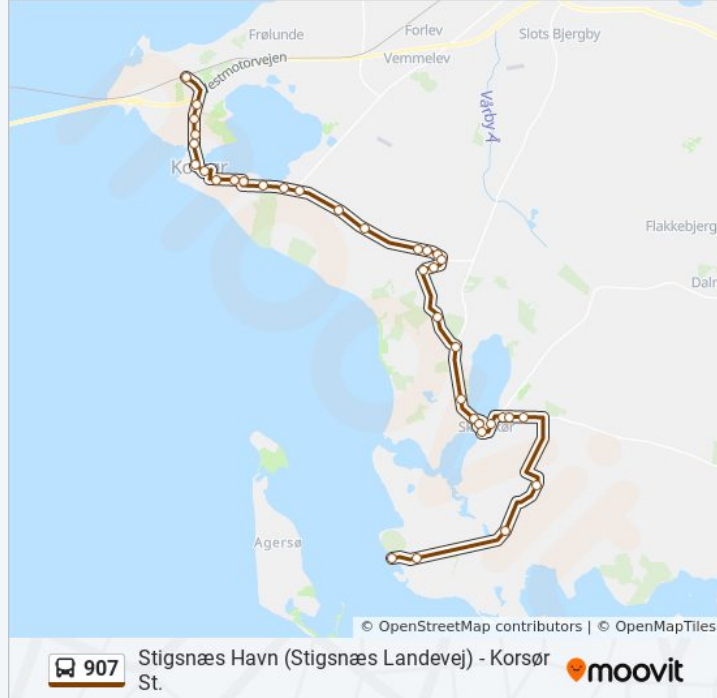 Frølunde
Forlev
Slots Bjergby
Vestmotorvejen
Vemmelev
Vårby Å
Korsør
Flakkebjerg
Dalm
Skælskør
Agersø
© OpenStreetMap contributors | © OpenMapTiles
907
Stigsnæs Havn (Stigsnæs Landevej) - Korsør
St.
moovit